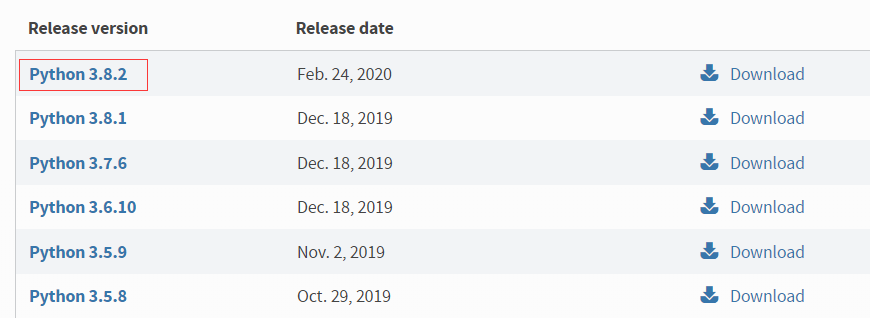 Release version Release date
Python 3.8.2 Feb. 24, 2020 Download
Python 3.8.1 Dec. 18, 2019 Download
Python 3.7.6 Dec. 18, 2019 Download
Python 3.6.10 Dec. 18, 2019 Download
Python 3.5.9 Nov. 2, 2019 Download
Python 3.5.8 Oct. 29, 2019 Download